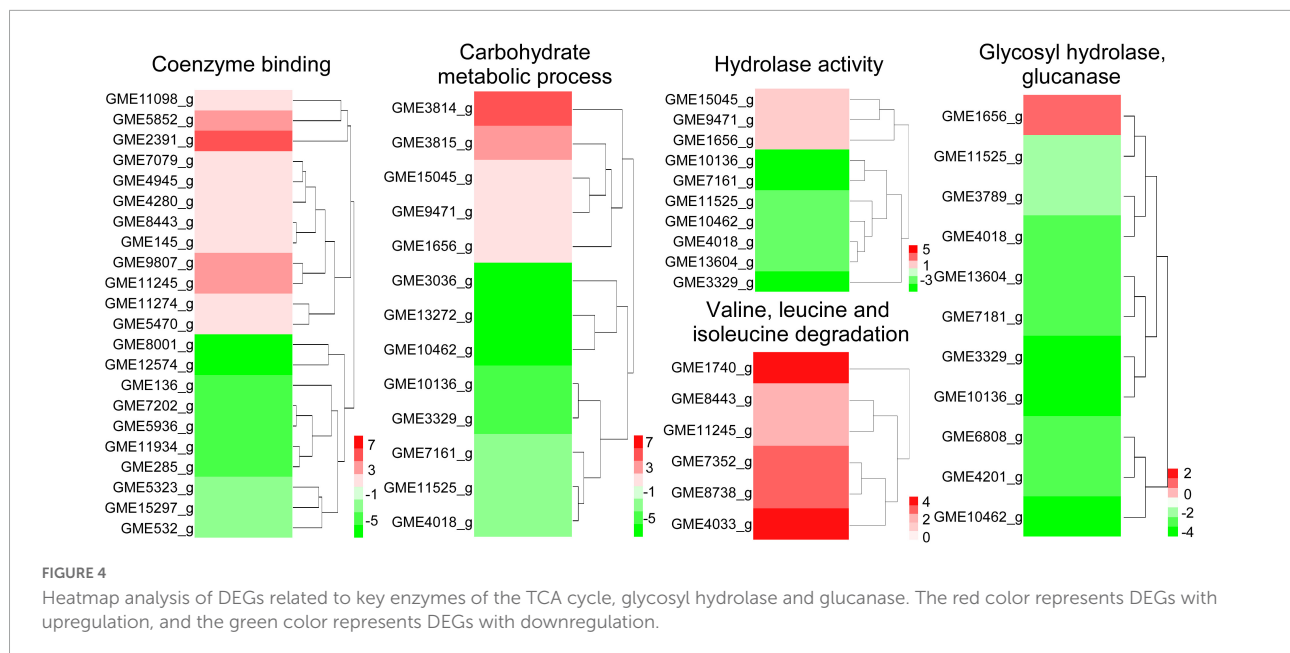 Coenzyme binding
GME11098_g
GME5852_g
GME2391_g
GME7079_g
GME4945_g
GME4280_g
GME8443_g
GME145_g
GME9807_g
GME11245_g
GME11274_g
GME5470_g
GME8001_g
GME12574_g
GME136_g
GME7202_g
GME5936_g
GME11934_g
GME285_g
GME5323_g
GME15297_g
GME532_g
7
3
-1
-5
Carbohydrate
metabolic process
GME3814_g
GME3815_g
GME15045_g
GME9471_g
GME1656_g
GME3036_g
GME13272_g
GME10462_g
GME10136_g
GME3329_g
GME7161_g
GME11525_g
GME4018_g
7
3
-1
-5
Hydrolase activity
GME15045_g
GME9471_g
GME1656_g
GME10136_g
GME7161_g
GME11525_g
GME10462_g
GME4018_g
GME13604_g
GME3329_g
5
1
-3
Valine, leucine and
isoleucine degradation
GME1740_g
GME8443_g
GME11245_g
GME7352_g
GME8738_g
GME4033_g
4
2
0
Glycosyl hydrolase,
glucanase
GME1656_g
GME11525_g
GME3789_g
GME4018_g
GME13604_g
GME7181_g
GME3329_g
GME10136_g
GME6808_g
GME4201_g
GME10462_g
2
0
-2
-4
FIGURE 4
Heatmap analysis of DEGs related to key enzymes of the TCA cycle, glycosyl hydrolase and glucanase. The red color represents DEGs with
upregulation, and the green color represents DEGs with downregulation.